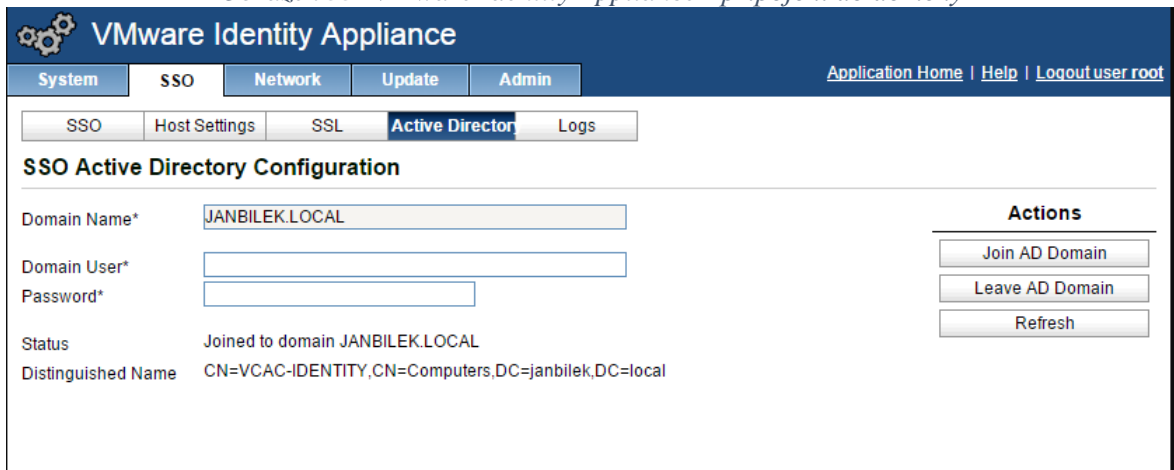 VMware Identity Appliance
System SSO Network Update Admin Application Home | Help | Logout user root
SSO Host Settings SSL Active Directory Logs
SSO Active Directory Configuration
Domain Name* JANBILEK.LOCAL Actions
Join AD Domain
Domain User*
Leave AD Domain
Password*
Refresh
Status Joined to domain JANBILEK.LOCAL
Distinguished Name CN=VCAC-IDENTITY,CN=Computers,DC=janbilek,DC=local